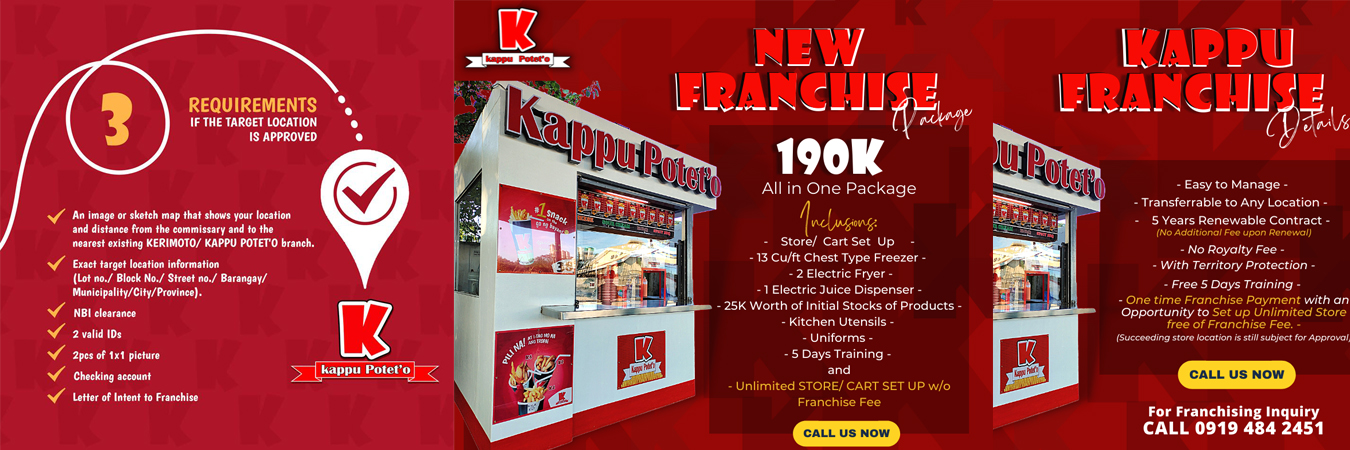 3
REQUIREMENTS
IF THE TARGET LOCATION
IS APPROVED
An image or sketch map that shows your location
and distance from the commissary and to the
nearest existing KERIMOTO/ KAPPU POTET'O branch.
Exact target location information
(Lot no./ Block No./ Street no./ Barangay/
Municipality/City/Province).
NBI clearance
2 valid IDs
2pcs of 1x1 picture
Checking account
Letter of Intent to Franchise
K
kappu Potet'o
K
kappu Potet'o
NEW
FRANCHISE
Package
190K
All in One Package
Inclusions:
- Store/ Cart Set Up -
- 13 Cu/ft Chest Type Freezer -
- 2 Electric Fryer -
- 1 Electric Juice Dispenser -
- 25K Worth of Initial Stocks of Products -
- Kitchen Utensils -
- Uniforms -
- 5 Days Training -
and
- Unlimited STORE/ CART SET UP w/o
Franchise Fee
CALL US NOW
Kappu Potet'o
#1 snack
PILI NA!
K
Kappu Potet'o
KAPPU
FRANCHISE
Details
- Easy to Manage -
- Transferrable to Any Location -
- 5 Years Renewable Contract -
(No Additional Fee upon Renewal)
- No Royalty Fee -
- With Territory Protection -
- Free 5 Days Training -
- One time Franchise Payment with an
Opportunity to Set up Unlimited Store
free of Franchise Fee. -
(Succeeding store location is still subject for Approval)
CALL US NOW
For Franchising Inquiry
CALL 0919 484 2451
pu Potet'o
K
Kappu Potet'o